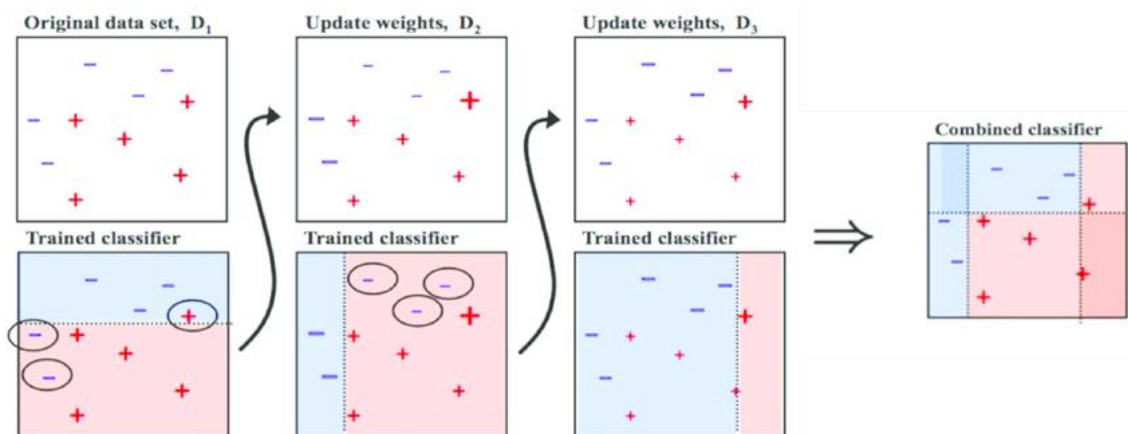 Original data set, D₁
Update weights, D₂
Update weights, D₃
Combined classifier
Trained classifier
Trained classifier
Trained classifier